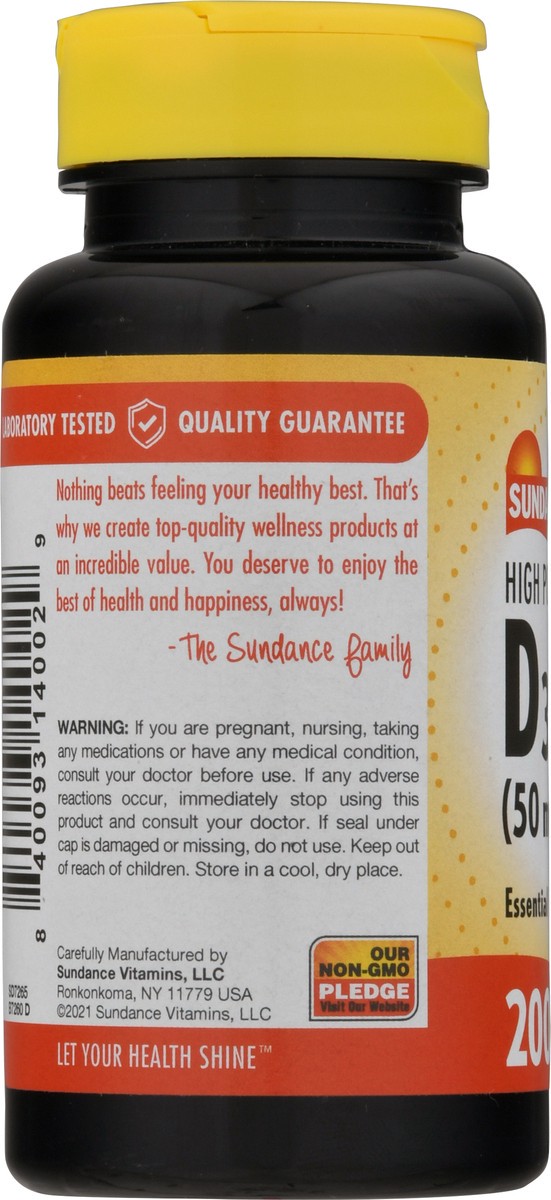 LABORATORY TESTED QUALITY GUARANTEE
Nothing beats feeling your healthy best. That's
why we create top-quality wellness products at
an incredible value. You deserve to enjoy the
best of health and happiness, always!
- The Sundance family
WARNING: If you are pregnant, nursing, taking
any medications or have any medical condition,
consult your doctor before use. If any adverse
reactions occur, immediately stop using this
product and consult your doctor. If seal under
cap is damaged or missing, do not use. Keep out
of reach of children. Store in a cool, dry place.
Carefully Manufactured by
Sundance Vitamins, LLC
Ronkonkoma, NY 11779 USA
©2021 Sundance Vitamins, LLC
OUR
NON-GMO
PLEDGE
Visit Our Website
LET YOUR HEALTH SHINE™
8 40093 14002 9
SD7265
B7260 D
SUND
HIGH P
D3
(50 m
Essential
200